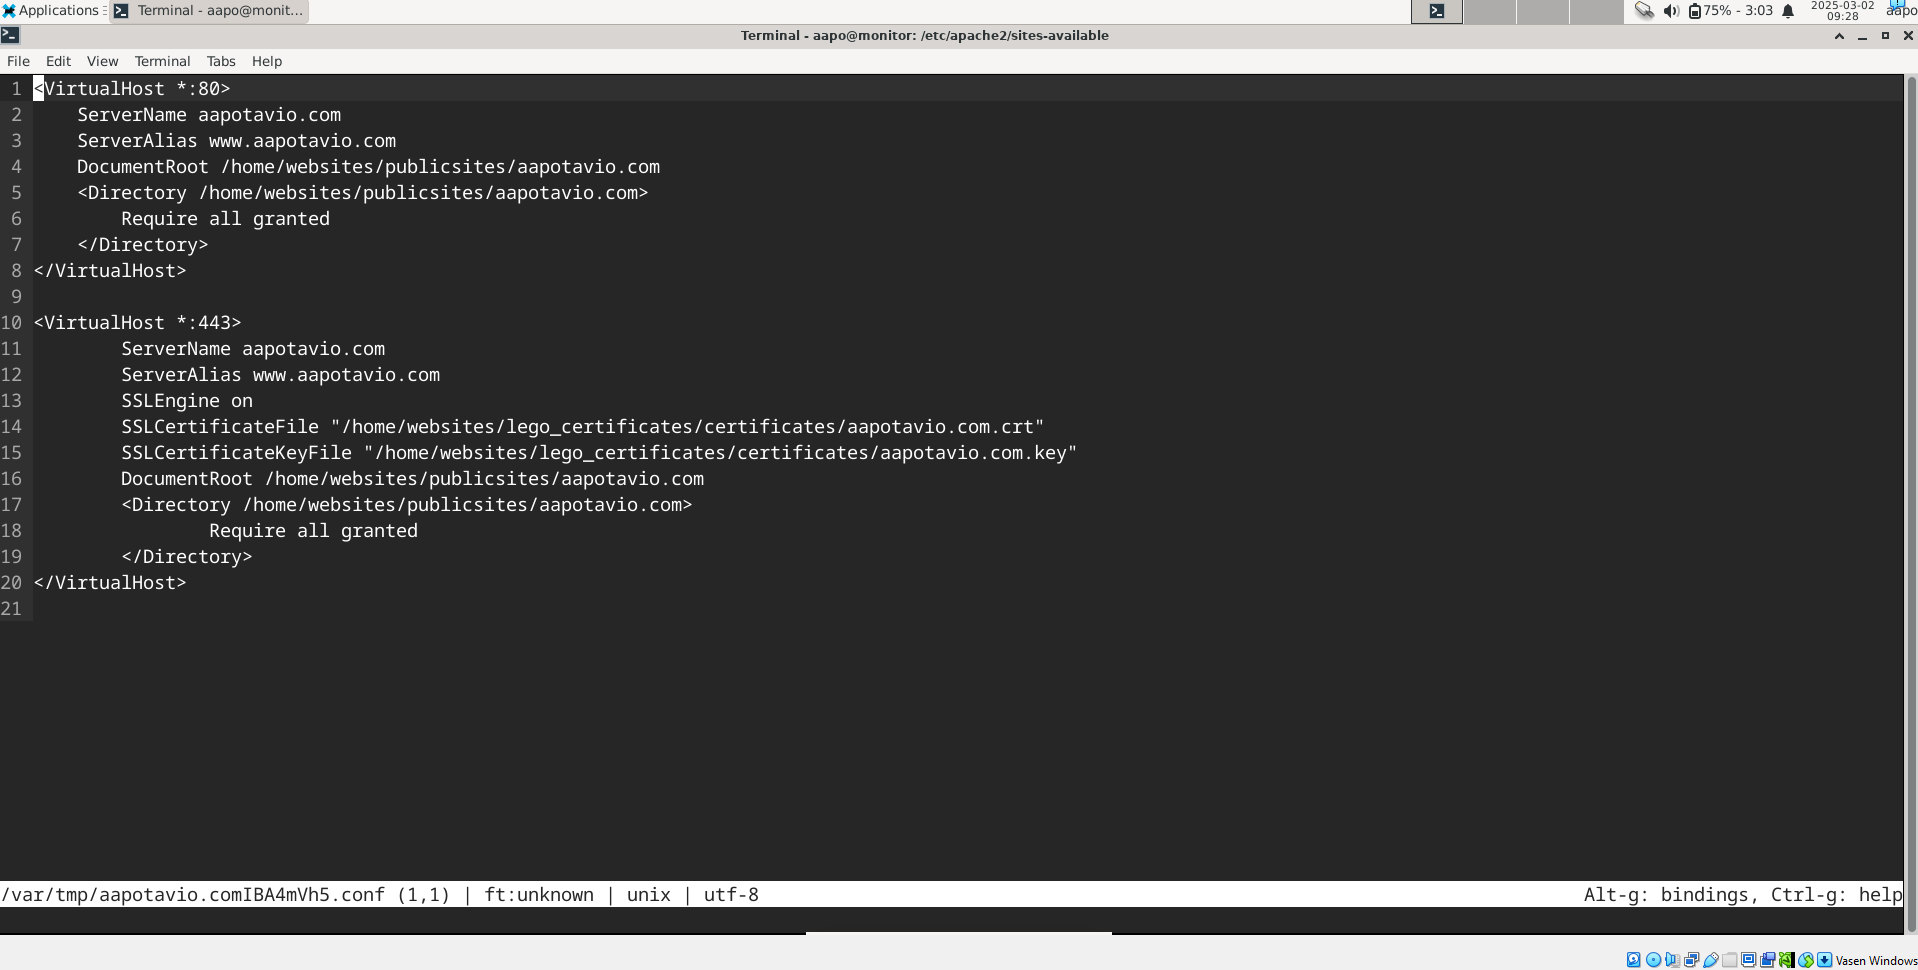 Applications
Terminal - aapo@monit...
75% - 3:03
2025-03-02
09:28
aapo
Terminal - aapo@monitor: /etc/apache2/sites-available
File Edit View Terminal Tabs Help
1 <VirtualHost *:80>
2     ServerName aapotavio.com
3     ServerAlias www.aapotavio.com
4     DocumentRoot /home/websites/publicsites/aapotavio.com
5     <Directory /home/websites/publicsites/aapotavio.com>
6         Require all granted
7     </Directory>
8 </VirtualHost>
9
10 <VirtualHost *:443>
11         ServerName aapotavio.com
12         ServerAlias www.aapotavio.com
13         SSLEngine on
14         SSLCertificateFile "/home/websites/lego_certificates/certificates/aapotavio.com.crt"
15         SSLCertificateKeyFile "/home/websites/lego_certificates/certificates/aapotavio.com.key"
16         DocumentRoot /home/websites/publicsites/aapotavio.com
17         <Directory /home/websites/publicsites/aapotavio.com>
18                 Require all granted
19         </Directory>
20 </VirtualHost>
21
/var/tmp/aapotavio.comIBA4mVh5.conf (1,1) | ft:unknown | unix | utf-8 Alt-g: bindings, Ctrl-g: help
Vasen Windows